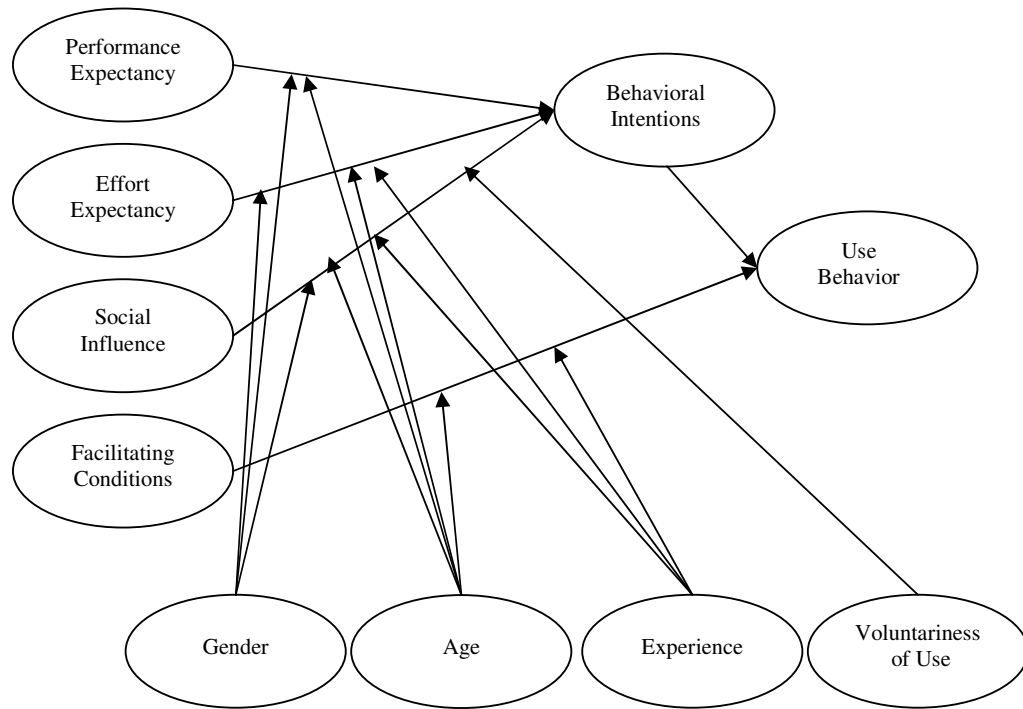 Performance
Expectancy
Behavioral
Intentions
Effort
Expectancy
Use
Behavior
Social
Influence
Facilitating
Conditions
Gender
Age
Experience
Voluntariness
of Use